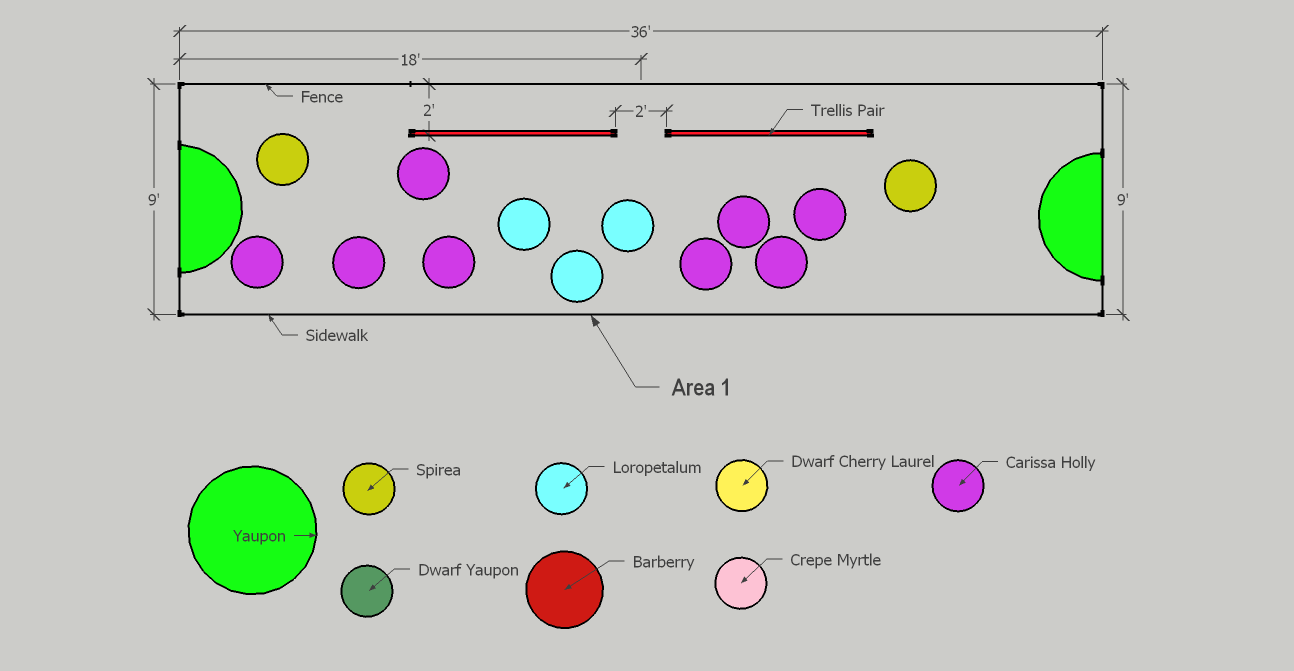 36'
18'
Fence
2'
2'
Trellis Pair
9'
9'
Sidewalk
Area 1
Spirea
Loropetalum
Dwarf Cherry Laurel
Carissa Holly
Yaupon
Dwarf Yaupon
Barberry
Crepe Myrtle